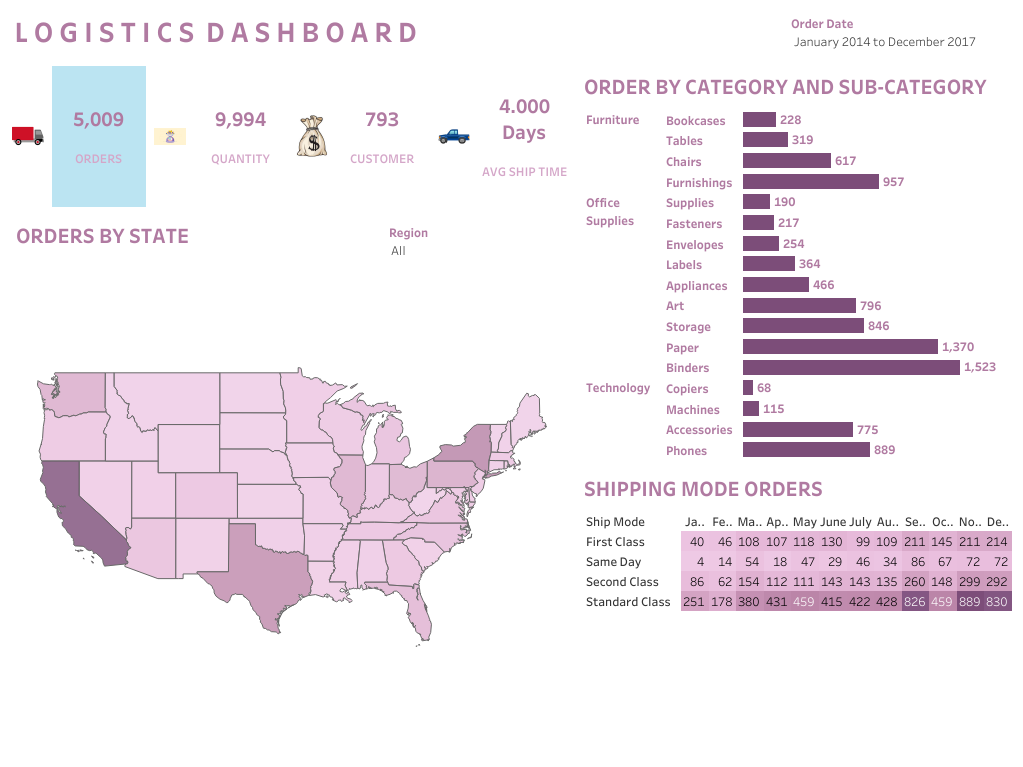 LOGISTICS DASHBOARD
Order Date
January 2014 to December 2017
5,009
ORDERS
9,994
QUANTITY
$
793
CUSTOMER
4.000
Days
AVG SHIP TIME
ORDERS BY STATE
Region
All
ORDER BY CATEGORY AND SUB-CATEGORY
Furniture Bookcases 228
Tables 319
Chairs 617
Furnishings 957
Office Supplies 190
Supplies Fasteners 217
Envelopes 254
Labels 364
Appliances 466
Art 796
Storage 846
Paper 1,370
Binders 1,523
Technology Copiers 68
Machines 115
Accessories 775
Phones 889
SHIPPING MODE ORDERS
Ship Mode Ja.. Fe.. Ma.. Ap.. May June July Au.. Se.. Oc.. No.. De..
First Class 40 46 108 107 118 130 99 109 211 145 211 214
Same Day 4 14 54 18 47 29 46 34 86 67 72 72
Second Class 86 62 154 112 111 143 143 135 260 148 299 292
Standard Class 251 178 380 431 459 415 422 428 826 459 889 830